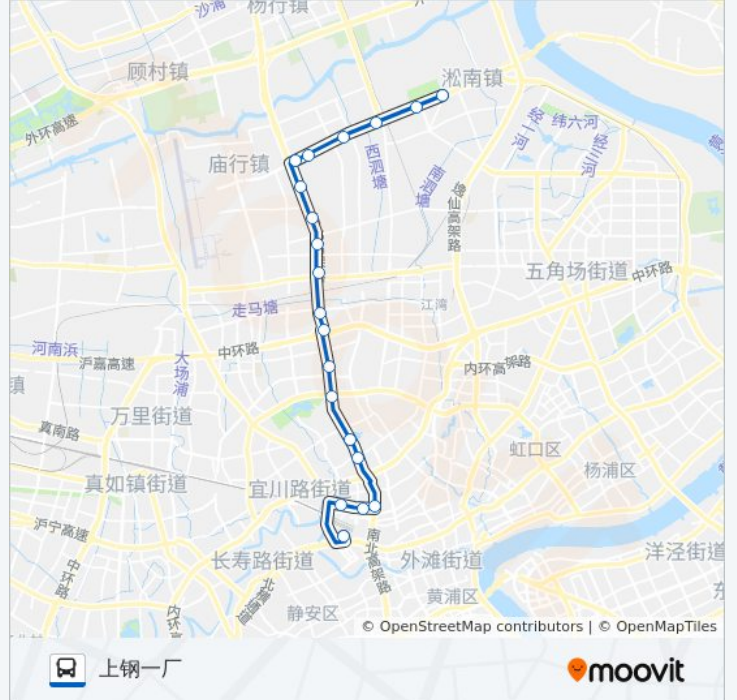 沙浦
杨行镇
顾村镇
淞南镇
外环高速
经一河
纬六河
经三河
庙行镇
西泗塘
南泗塘
逸仙高架路
五角场街道
中环路
走马塘
江湾
河南浜
沪嘉高速
中环路
大场浦
内环高架路
镇
万里街道
真南路
虹口区
杨浦区
真如镇街道
宜川路街道
沪宁高速
南北高架路
长寿路街道
外滩街道
洋泾街道
中环路
北横通道
黄浦区
静安区
内环高
© OpenStreetMap contributors | © OpenMapTiles
上钢一厂
moovit